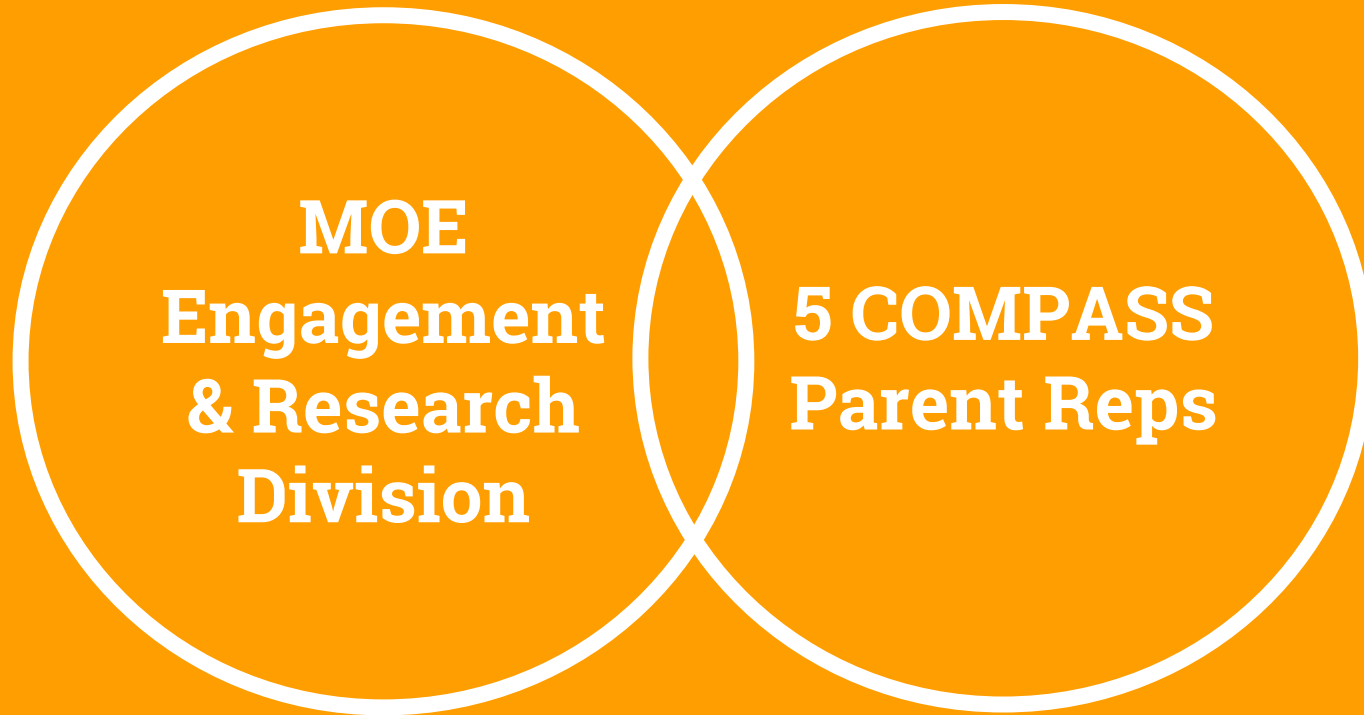 MOE
Engagement
& Research
Division
5 COMPASS
Parent Reps